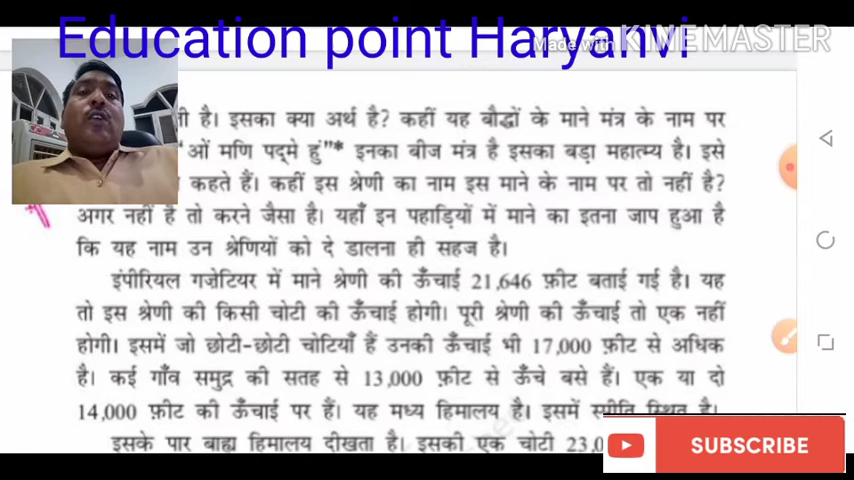 Education point Haryanvi
Made with KINEMASTER
है। इसका क्या अर्थ है? कहीं यह बौद्धों के माने मंत्र के नाम पर
'ओं मणि पद्मे हुं"* इनका बीज मंत्र है इसका बड़ा महात्म्य है। इसे
कहते हैं। कहीं इस श्रेणी का नाम इस माने के नाम पर तो नहीं है?
अगर नहीं है तो करने जैसा है। यहाँ इन पहाड़ियों में माने का इतना जाप हुआ है
कि यह नाम उन श्रेणियों को दे डालना ही सहज है।
इंपीरियल गज़ेटियर में माने श्रेणी की ऊँचाई 21,646 फ़ीट बताई गई है। यह
तो इस श्रेणी की किसी चोटी की ऊँचाई होगी। पूरी श्रेणी की ऊँचाई तो एक नहीं
होगी। इसमें जो छोटी-छोटी चोटियाँ हैं उनकी ऊँचाई भी 17,000 फ़ीट से अधिक
है। कई गाँव समुद्र की सतह से 13,000 फ़ीट से ऊँचे बसे हैं। एक या दो
14,000 फ़ीट की ऊँचाई पर हैं। यह मध्य हिमालय है। इसमें स्पीति स्थित है।
इसके पार बाह्य हिमालय दीखता है। इसकी एक चोटी
SUBSCRIBE